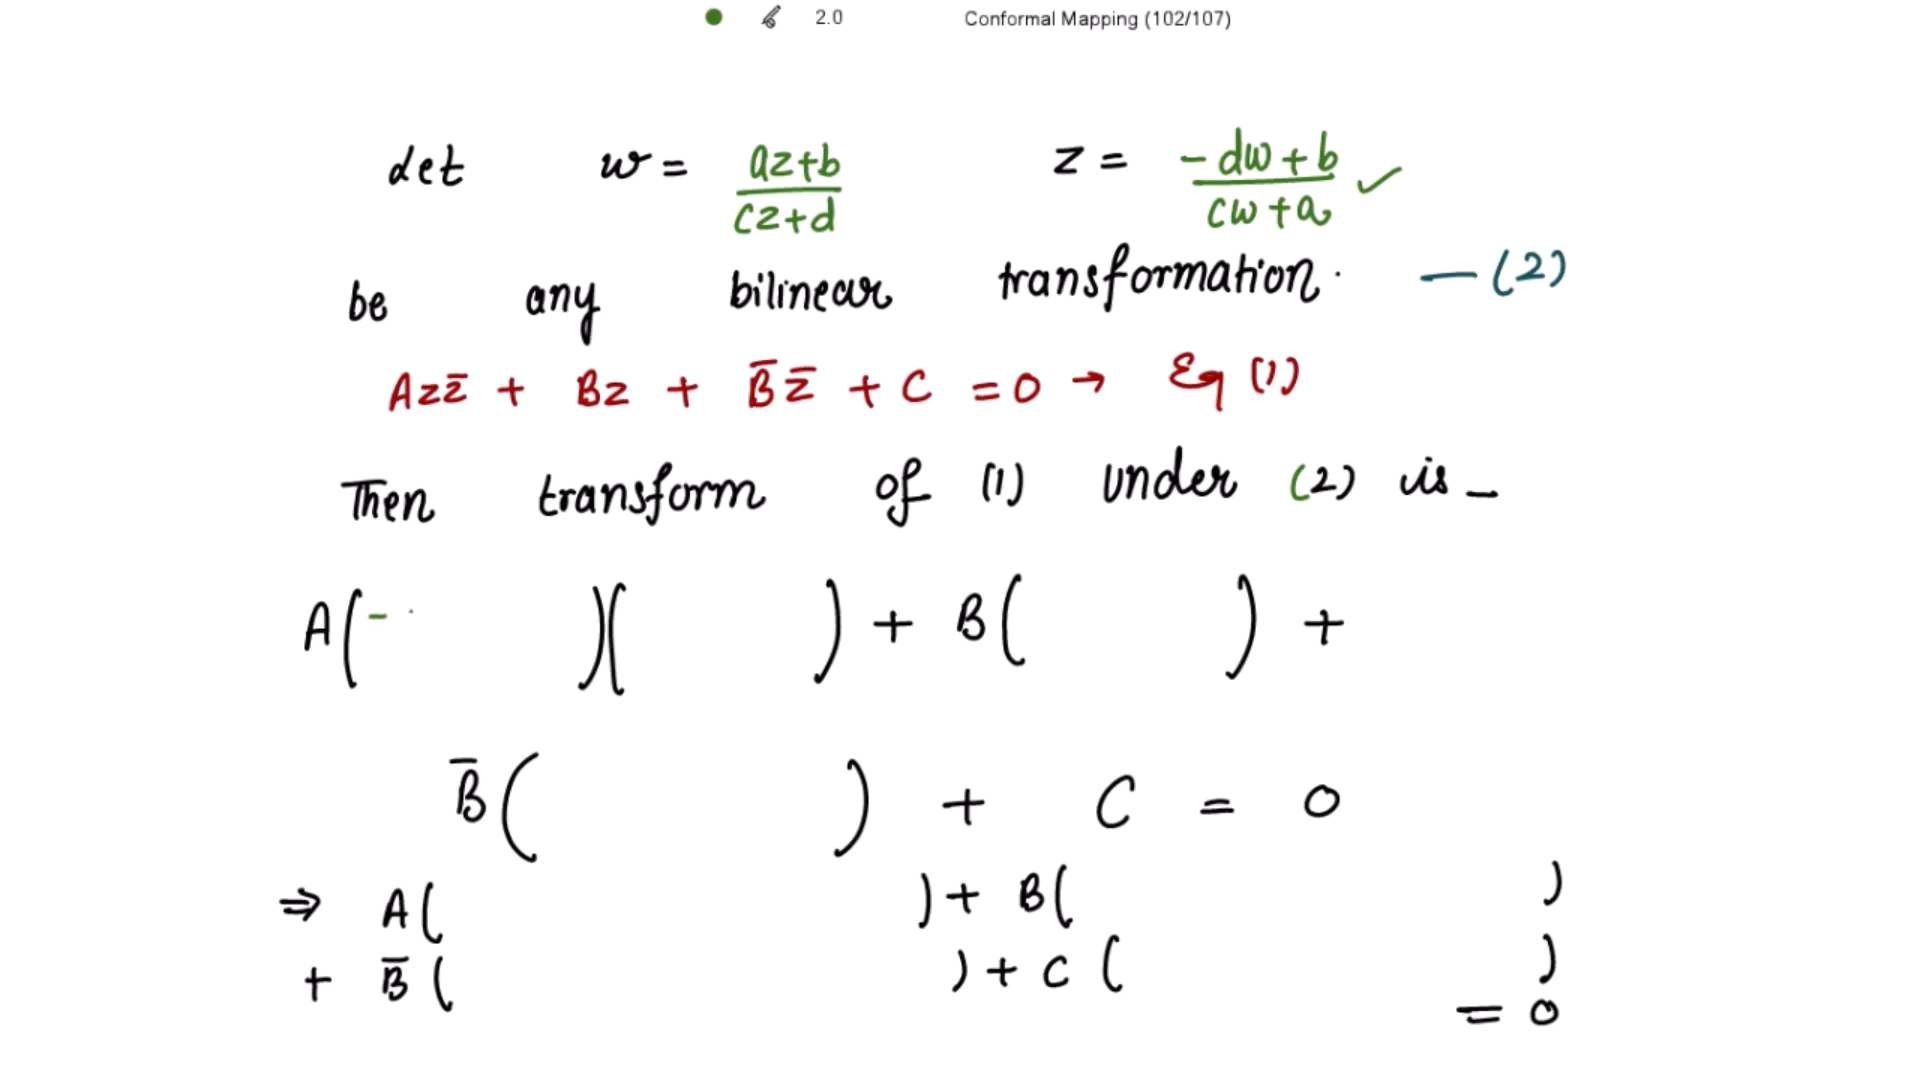 2.0 Conformal Mapping (102/107)
Let w = az+b / cz+d z = -dw+b / cw+a ✓
be any bilinear transformation. — (2)
Azz̄ + Bz + B̄z̄ + C = 0 → Eq (1)
Then transform of (1) under (2) is _
A(- )( ) + B( ) +
B̄( ) + C = 0
⇒ A( ) + B( )
+ B̄( ) + C ( )
= 0